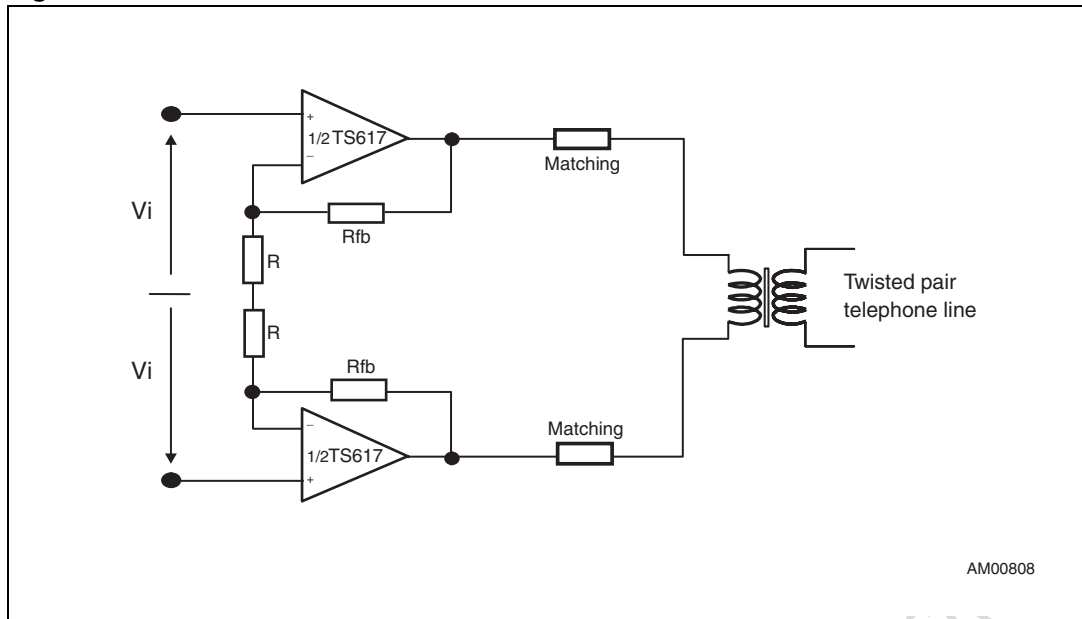 +
1/2TS617
−
Matching
Vi
Rfb
R
Twisted pair
telephone line
R
Vi
Rfb
−
Matching
1/2TS617
+
AM00808